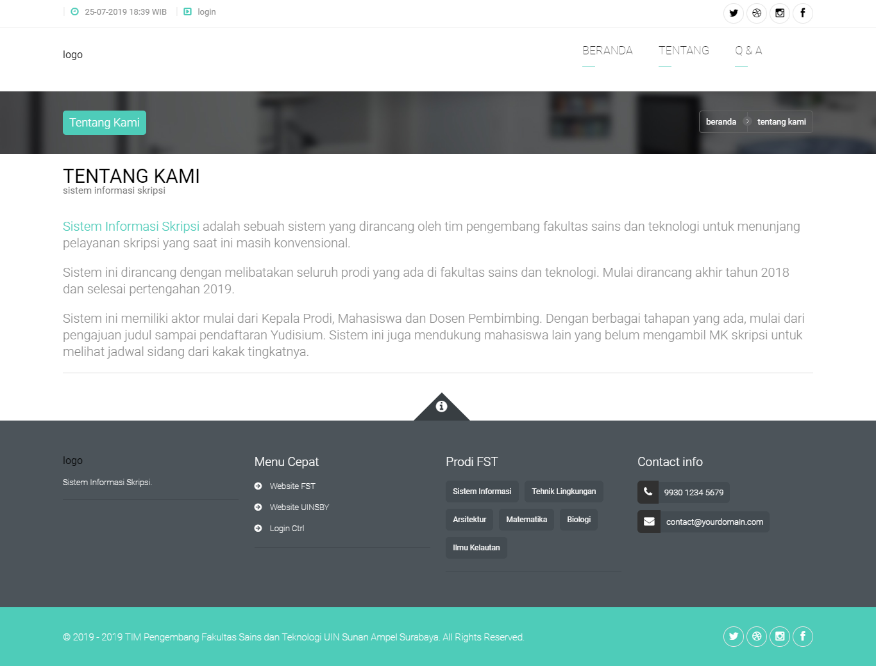 25-07-2019 18:39 WIB login
logo
BERANDA TENTANG Q & A
Tentang Kami
beranda tentang kami
TENTANG KAMI
sistem informasi skripsi
Sistem Informasi Skripsi adalah sebuah sistem yang dirancang oleh tim pengembang fakultas sains dan teknologi untuk menunjang
pelayanan skripsi yang saat ini masih konvensional.
Sistem ini dirancang dengan melibatakan seluruh prodi yang ada di fakultas sains dan teknologi. Mulai dirancang akhir tahun 2018
dan selesai pertengahan 2019.
Sistem ini memiliki aktor mulai dari Kepala Prodi, Mahasiswa dan Dosen Pembimbing. Dengan berbagai tahapan yang ada, mulai dari
pengajuan judul sampai pendaftaran Yudisium. Sistem ini juga mendukung mahasiswa lain yang belum mengambil MK skripsi untuk
melihat jadwal sidang dari kakak tingkatnya.
logo
Sistem Informasi Skripsi.
Menu Cepat
Website FST
Website UINSBY
Login Ctrl
Prodi FST
Sistem Informasi Tehnik Lingkungan
Arsitektur Matematika Biologi
Ilmu Kelautan
Contact info
9930 1234 5679
contact@yourdomain.com
© 2019 - 2019 TIM Pengembang Fakultas Sains dan Teknologi UIN Sunan Ampel Surabaya. All Rights Reserved.